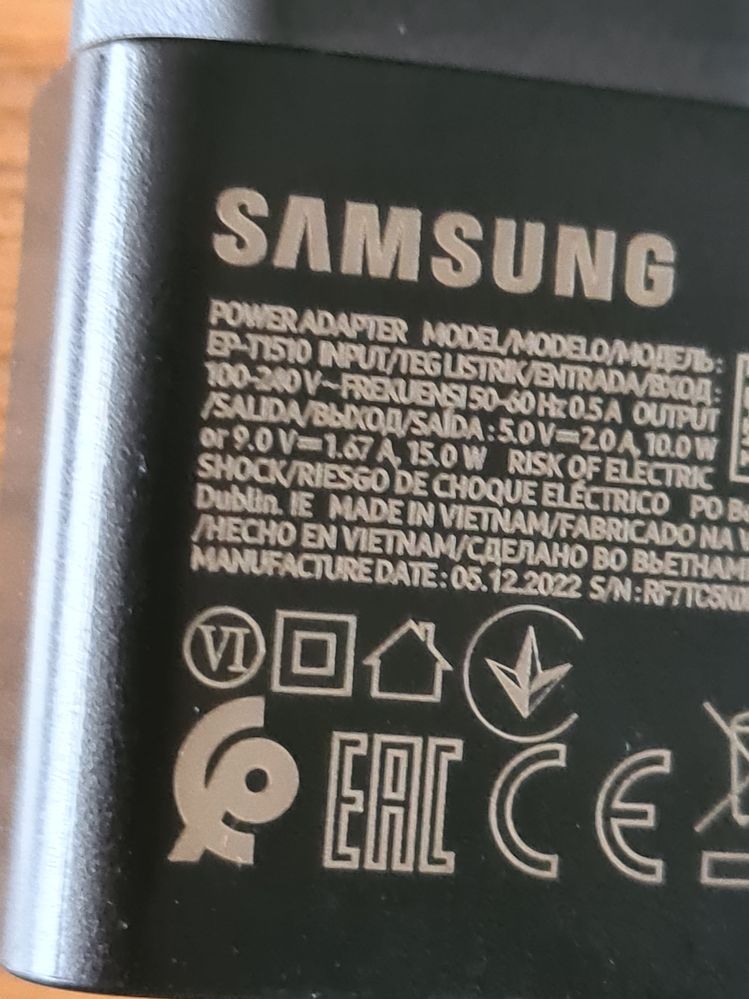 SAMSUNG
POWER ADAPTER MODEL/MODELO/МОДЕЛЬ:
EP-T1510 INPUT/TEG LISTRIK/ENTRADA/ВХОД:
100-240 V~FREKUENSI 50-60 Hz 0.5 A OUTPUT
/SALIDA/ВЫХОД/SAÍDA: 5.0 V⎓2.0 A, 10.0 W
or 9.0 V⎓1.67 A, 15.0 W RISK OF ELECTRIC
SHOCK/RIESGO DE CHOQUE ELÉCTRICO PO
Dublin. IE MADE IN VIETNAM/FABRICADO NA
/HECHO EN VIETNAM/СДЕЛАНО ВО ВЬЕТНАМ
MANUFACTURE DATE: 05.12.2022 S/N:
VI
EAC
CE